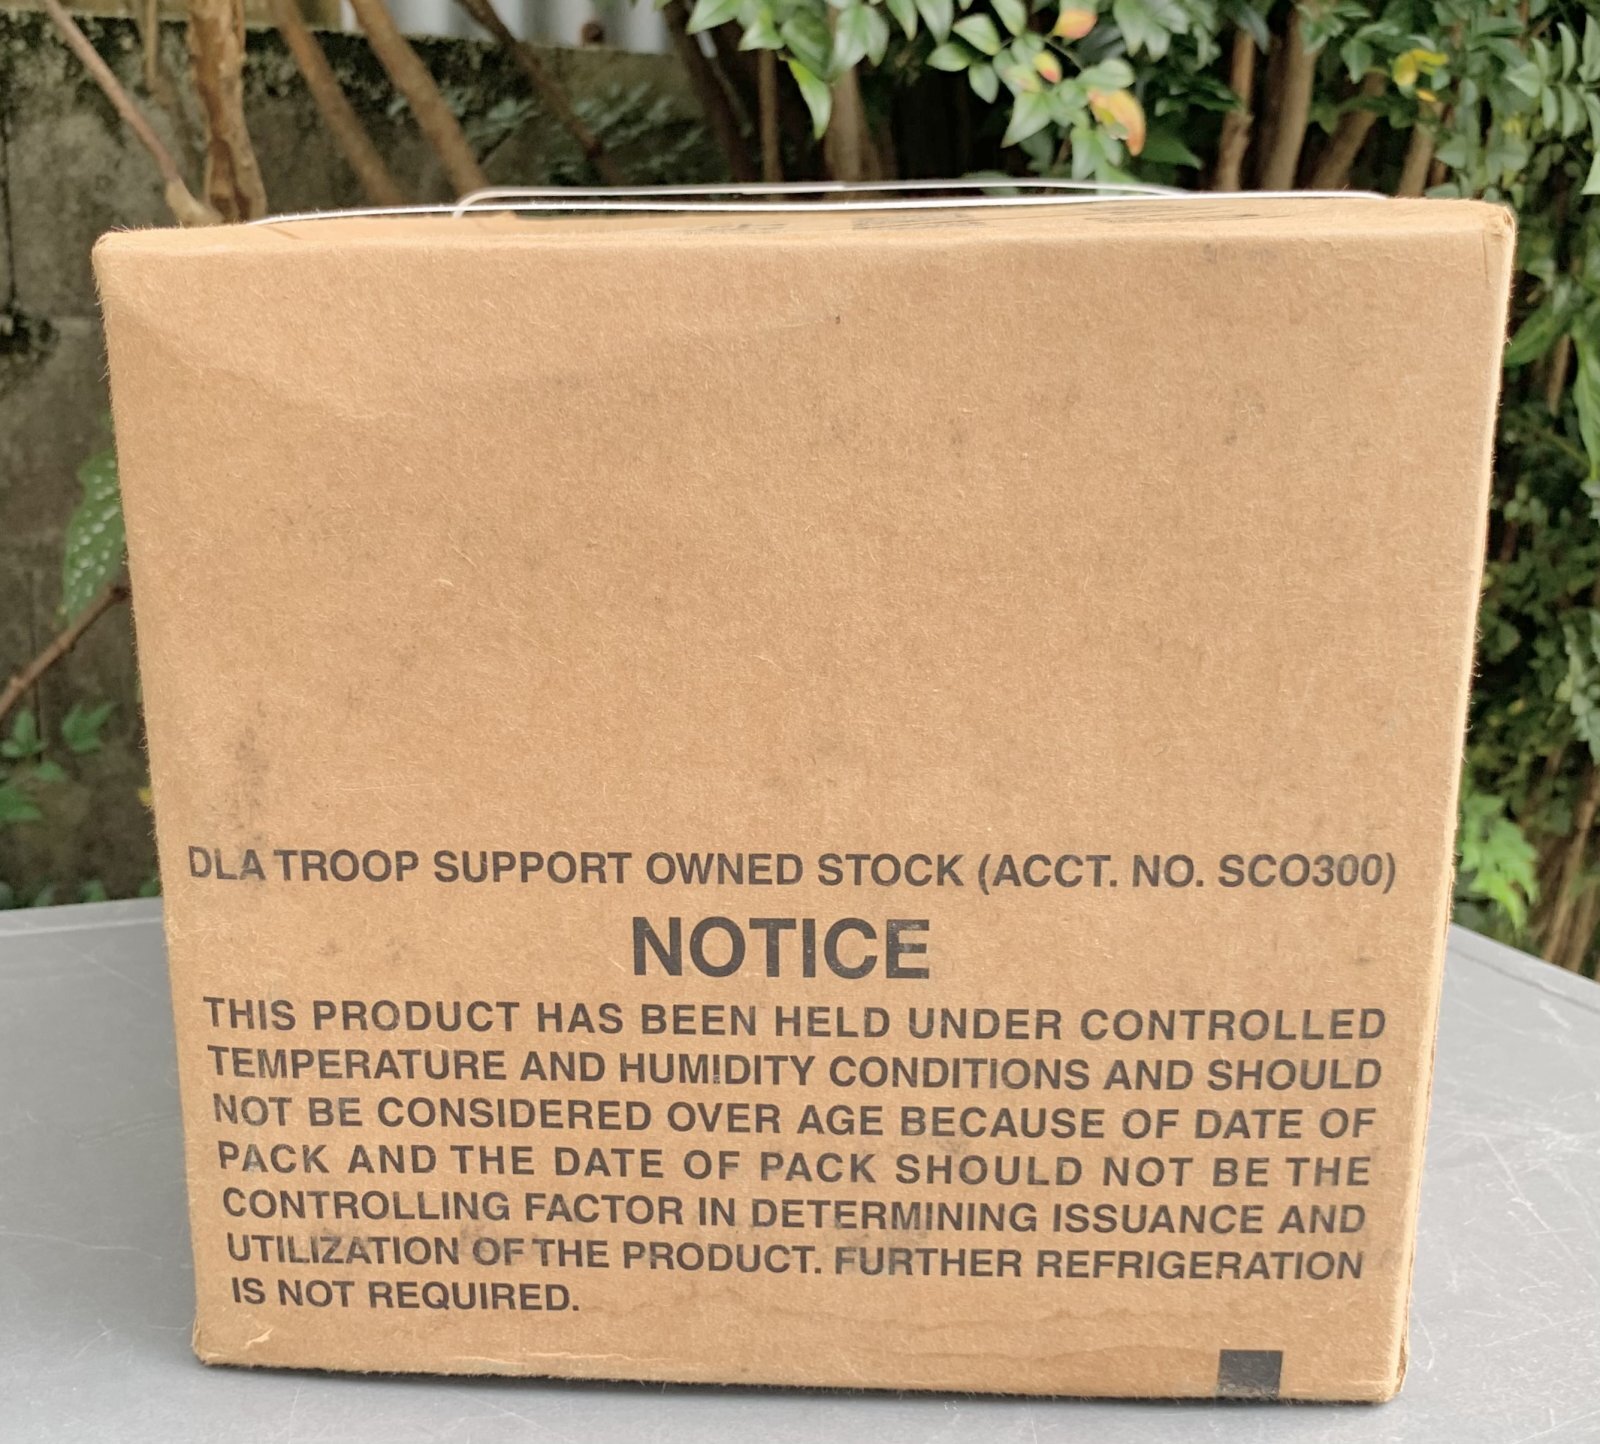 DLA TROOP SUPPORT OWNED STOCK (ACCT. NO. SCO300)
NOTICE
THIS PRODUCT HAS BEEN HELD UNDER CONTROLLED
TEMPERATURE AND HUMIDITY CONDITIONS AND SHOULD
NOT BE CONSIDERED OVER AGE BECAUSE OF DATE OF
PACK AND THE DATE OF PACK SHOULD NOT BE THE
CONTROLLING FACTOR IN DETERMINING ISSUANCE AND
UTILIZATION OF THE PRODUCT. FURTHER REFRIGERATION
IS NOT REQUIRED.